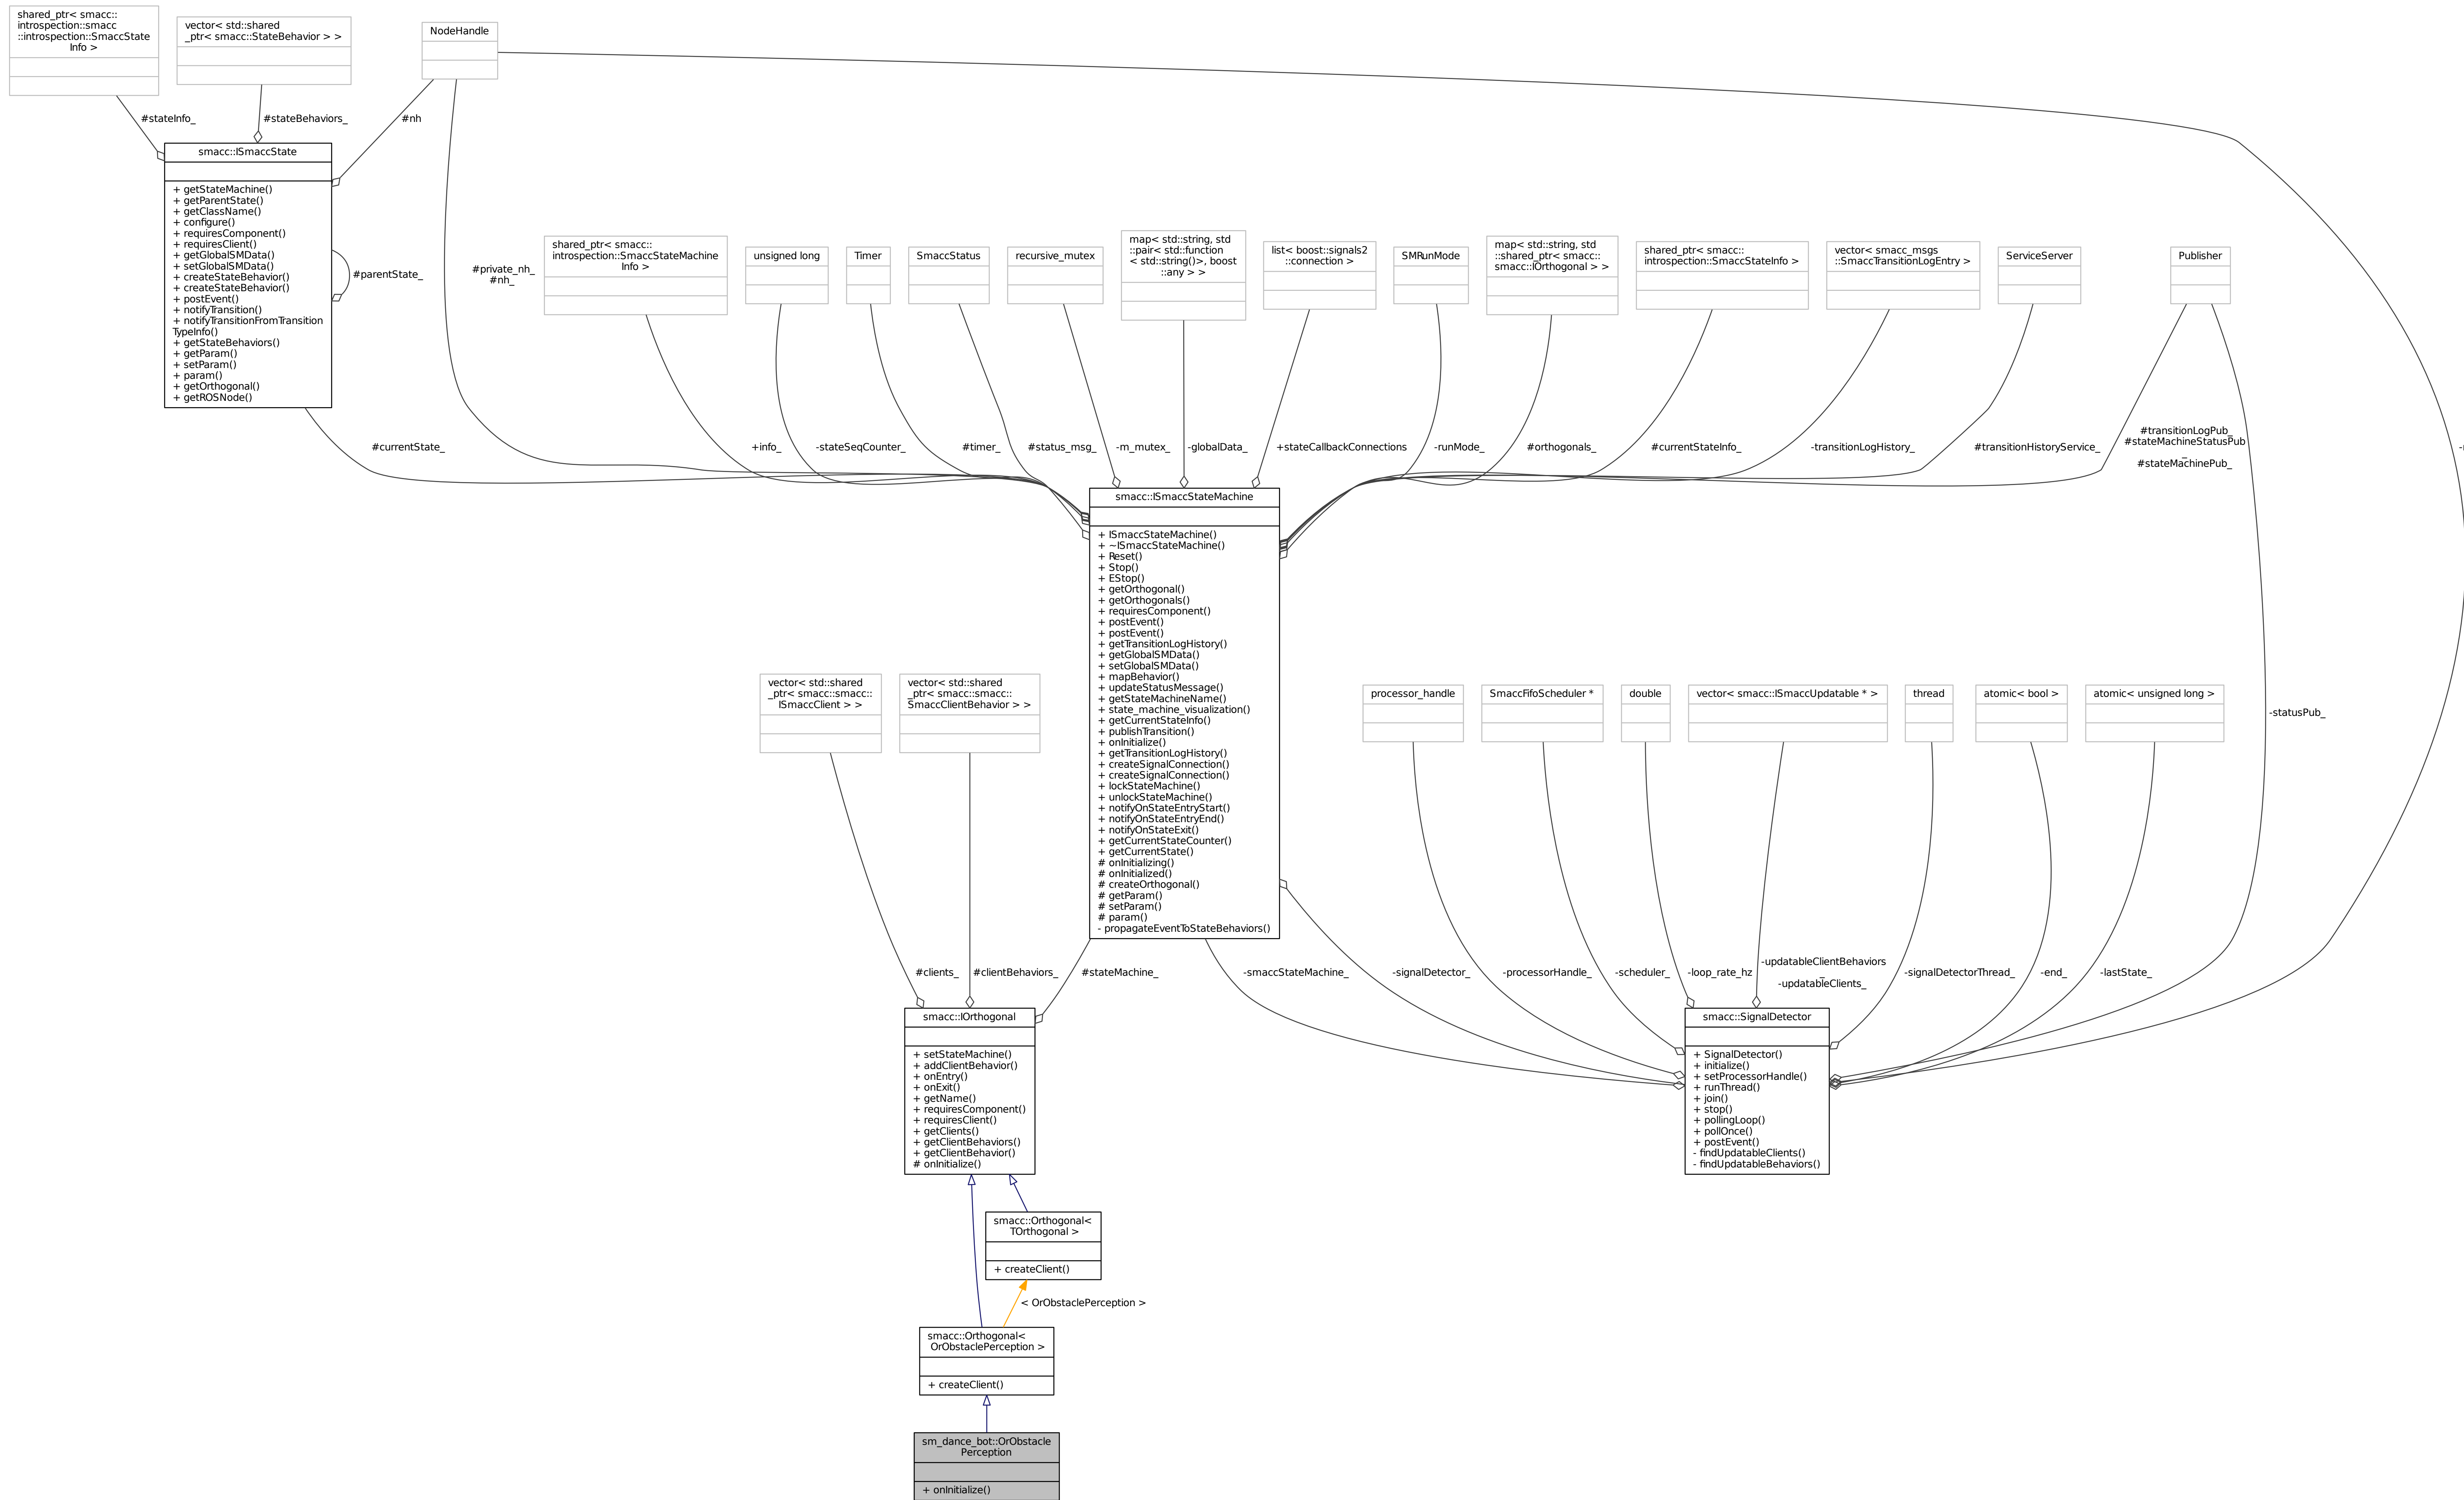 shared_ptr< smacc::
introspection::smacc
::introspection::SmaccState
Info >
vector< std::shared
_ptr< smacc::StateBehavior > >
NodeHandle
#stateInfo_
#stateBehaviors_
#nh
smacc::ISmaccState
+ getStateMachine()
+ getParentState()
+ getClassName()
+ configure()
+ requiresComponent()
+ requiresClient()
+ getGlobalSMData()
+ setGlobalSMData()
+ createStateBehavior()
+ createStateBehavior()
+ postEvent()
+ notifyTransition()
+ notifyTransitionFromTransition
TypeInfo()
+ getStateBehaviors()
+ getParam()
+ setParam()
+ param()
+ getOrthogonal()
+ getROSNode()
#parentState_
#private_nh_
#nh_
shared_ptr< smacc::
introspection::SmaccStateMachine
Info >
unsigned long
Timer
SmaccStatus
recursive_mutex
map< std::string, std
::pair< std::function
< std::string()>, boost
::any > >
list< boost::signals2
::connection >
SMRunMode
map< std::string, std
::shared_ptr< smacc::
smacc::IOrthogonal > >
shared_ptr< smacc::
introspection::SmaccStateInfo >
vector< smacc_msgs
::SmaccTransitionLogEntry >
ServiceServer
Publisher
#currentState_
+info_
-stateSeqCounter_
#timer_
#status_msg_
-m_mutex_
-globalData_
+stateCallbackConnections
-runMode_
#orthogonals_
#currentStateInfo_
-transitionLogHistory_
#transitionHistoryService_
#transitionLogPub_
#stateMachineStatusPub
_
#stateMachinePub_
smacc::ISmaccStateMachine
+ ISmaccStateMachine()
+ ~ISmaccStateMachine()
+ Reset()
+ Stop()
+ EStop()
+ getOrthogonal()
+ getOrthogonals()
+ requiresComponent()
+ postEvent()
+ postEvent()
+ getTransitionLogHistory()
+ getGlobalSMData()
+ setGlobalSMData()
+ mapBehavior()
+ updateStatusMessage()
+ getStateMachineName()
+ state_machine_visualization()
+ getCurrentStateInfo()
+ publishTransition()
+ onInitialize()
+ getTransitionLogHistory()
+ createSignalConnection()
+ createSignalConnection()
+ lockStateMachine()
+ unlockStateMachine()
+ notifyOnStateEntryStart()
+ notifyOnStateEntryEnd()
+ notifyOnStateExit()
+ getCurrentStateCounter()
+ getCurrentState()
# onInitializing()
# onInitialized()
# createOrthogonal()
# getParam()
# setParam()
# param()
- propagateEventToStateBehaviors()
vector< std::shared
_ptr< smacc::smacc::
ISmaccClient > >
vector< std::shared
_ptr< smacc::smacc::
SmaccClientBehavior > >
processor_handle
SmaccFifoScheduler *
double
vector< smacc::ISmaccUpdatable * >
thread
atomic< bool >
atomic< unsigned long >
-statusPub_
#clients_
#clientBehaviors_
#stateMachine_
-smaccStateMachine_
-signalDetector_
-processorHandle_
-scheduler_
-loop_rate_hz
-updatableClientBehaviors
_
-updatableClients_
-signalDetectorThread_
-end_
-lastState_
smacc::IOrthogonal
+ setStateMachine()
+ addClientBehavior()
+ onEntry()
+ onExit()
+ getName()
+ requiresComponent()
+ requiresClient()
+ getClients()
+ getClientBehaviors()
+ getClientBehavior()
# onInitialize()
smacc::SignalDetector
+ SignalDetector()
+ initialize()
+ setProcessorHandle()
+ runThread()
+ join()
+ stop()
+ pollingLoop()
+ pollOnce()
+ postEvent()
- findUpdatableClients()
- findUpdatableBehaviors()
smacc::Orthogonal<
TOrthogonal >
+ createClient()
< OrObstaclePerception >
smacc::Orthogonal<
OrObstaclePerception >
+ createClient()
sm_dance_bot::OrObstacle
Perception
+ onInitialize()